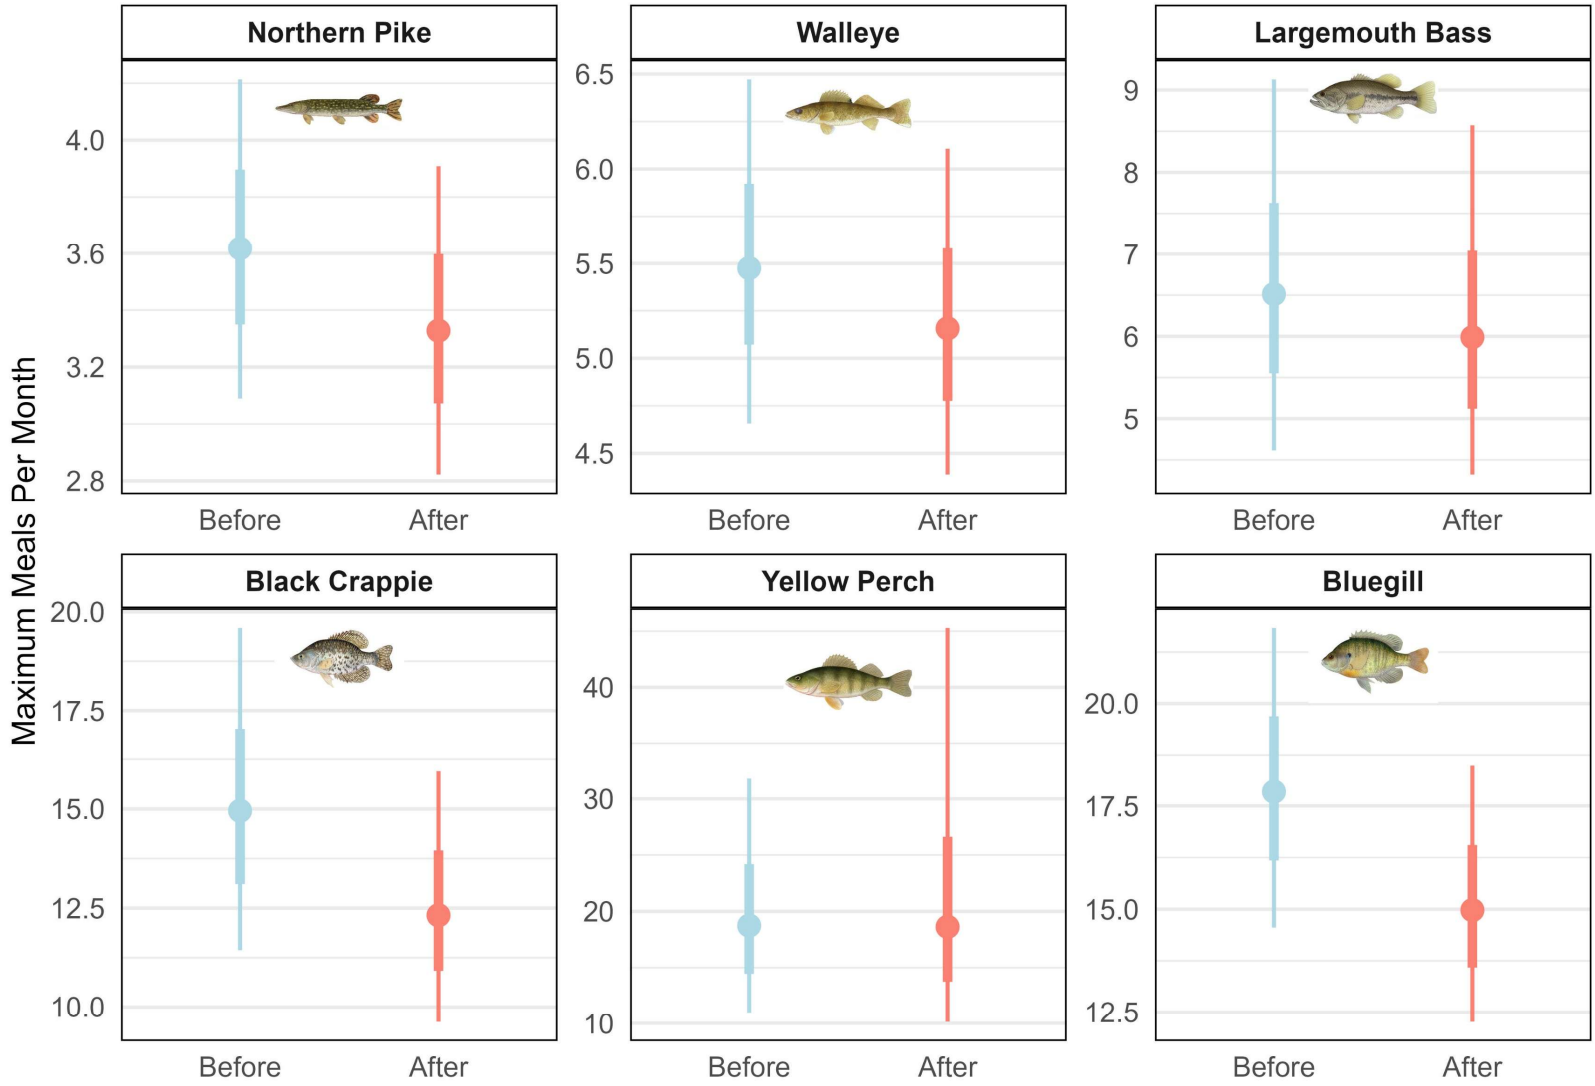 Maximum Meals Per Month
Northern Pike
4.0
3.6
3.2
2.8
Before After
Walleye
6.5
6.0
5.5
5.0
4.5
Before After
Largemouth Bass
9
8
7
6
5
Before After
Black Crappie
20.0
17.5
15.0
12.5
10.0
Before After
Yellow Perch
40
30
20
10
Before After
Bluegill
20.0
17.5
15.0
12.5
Before After